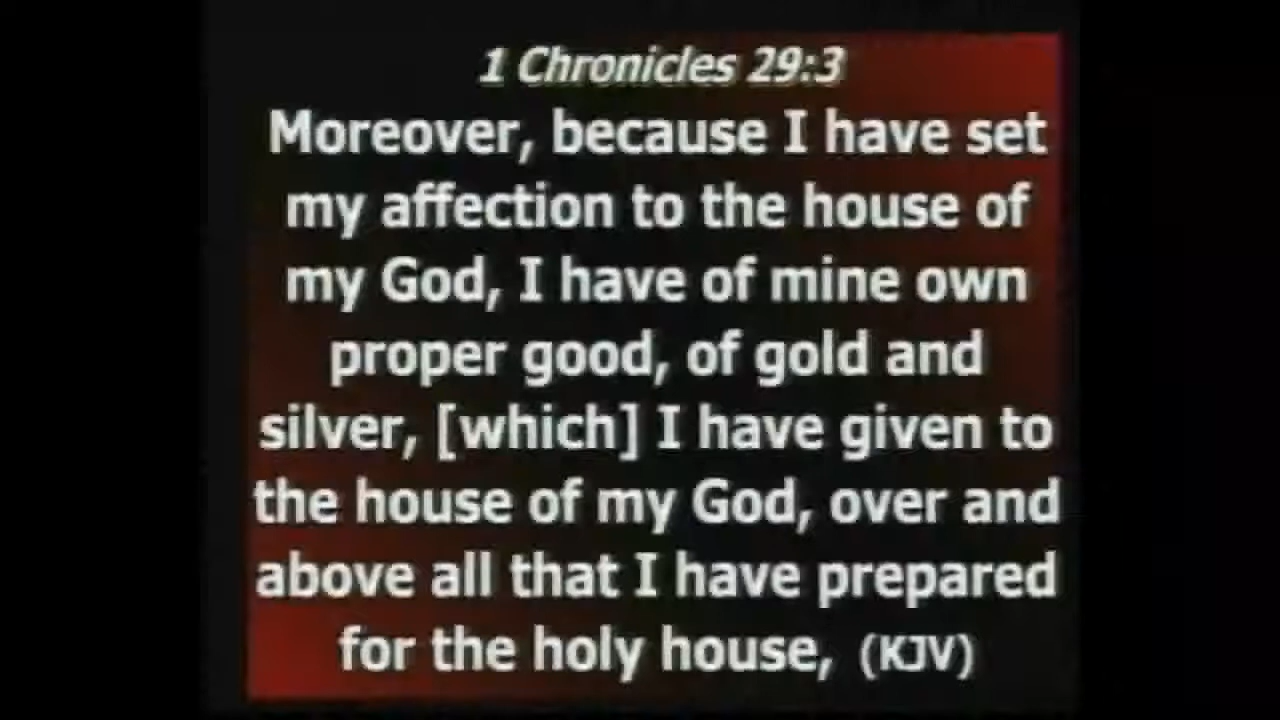 1 Chronicles 29:3
Moreover, because I have set
my affection to the house of
my God, I have of mine own
proper good, of gold and
silver, [which] I have given to
the house of my God, over and
above all that I have prepared
for the holy house, (KJV)